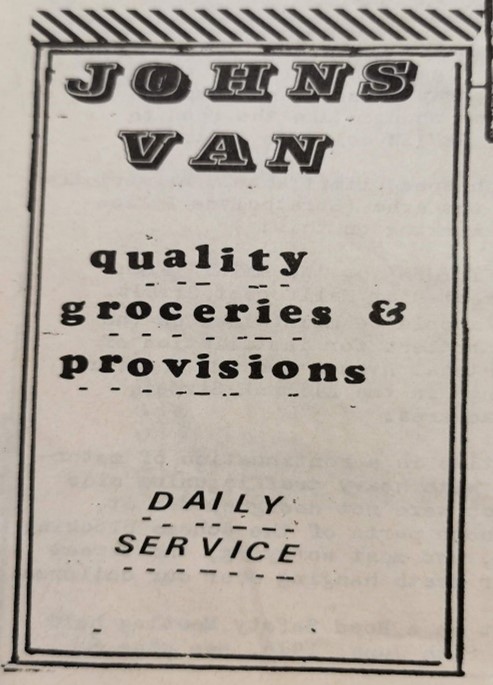 JOHNS
VAN
quality
groceries &
provisions
DAILY
SERVICE